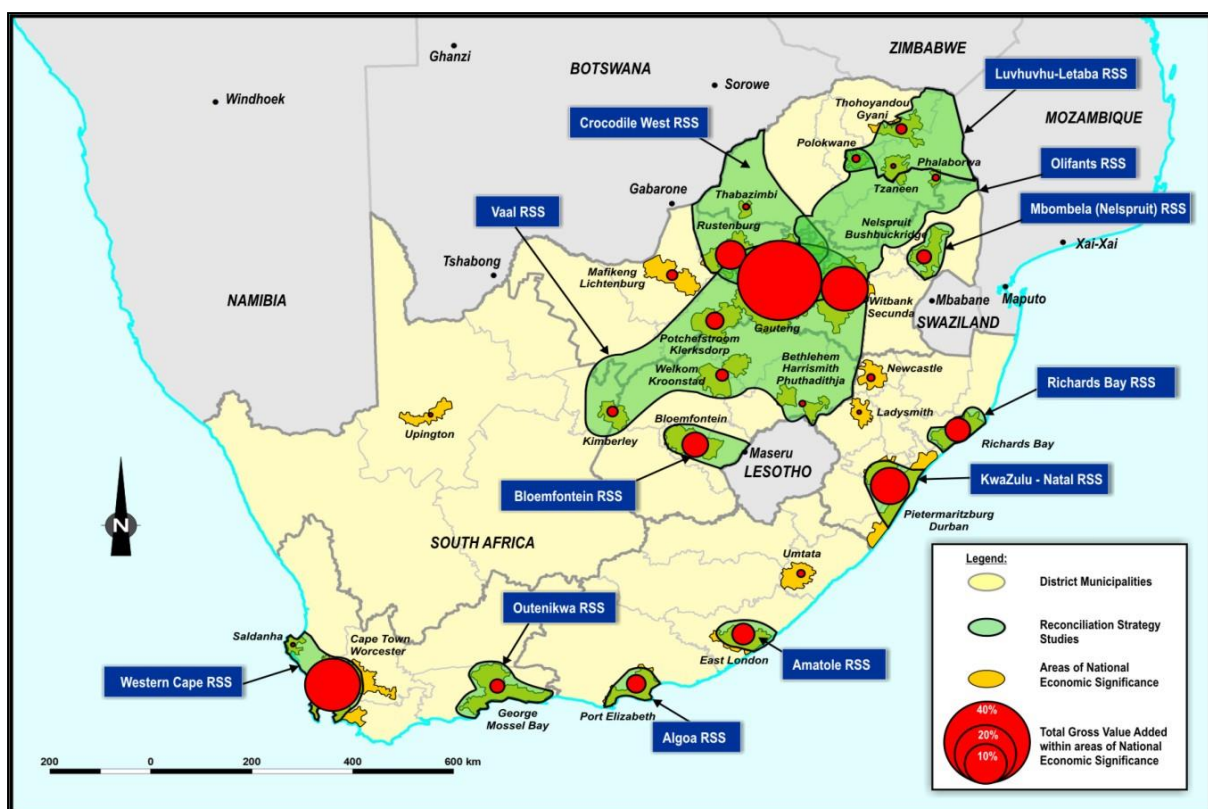 ZIMBABWE
Ghanzi
BOTSWANA
Sorowe
Windhoek
Luvhuvhu-Letaba RSS
Thohoyandou
Gyani
MOZAMBIQUE
Crocodile West RSS
Polokwane
Phalaborwa
Olifants RSS
Tzaneen
Gabarone
Thabazimbi
Mbombela (Nelspruit) RSS
Nelspruit
Bushbuckridge
Vaal RSS
Rustenburg
Xai-Xai
Tshabong
Mafikeng
Lichtenburg
NAMIBIA
Witbank
Secunda
Mbabane
Maputo
SWAZILAND
Gauteng
Potchefstroom
Klerksdorp
Bethlehem
Harrismith
Phuthadithja
Welkom
Kroonstad
Newcastle
Richards Bay RSS
Ladysmith
Upington
Kimberley
Bloemfontein
Richards Bay
Maseru
LESOTHO
KwaZulu - Natal RSS
Bloemfontein RSS
Pietermaritzburg
Durban
N
SOUTH AFRICA
Umtata
Legend:
District Municipalities
Outenikwa RSS
Reconciliation Strategy
Studies
Saldanha
Cape Town
Worcester
East London
Amatole RSS
Areas of National
Economic Significance
Western Cape RSS
George
Mossel Bay
Port Elizabeth
Algoa RSS
40%
20%
10%
Total Gross Value Added
within areas of National
Economic Significance
200 0 200 400 600 km